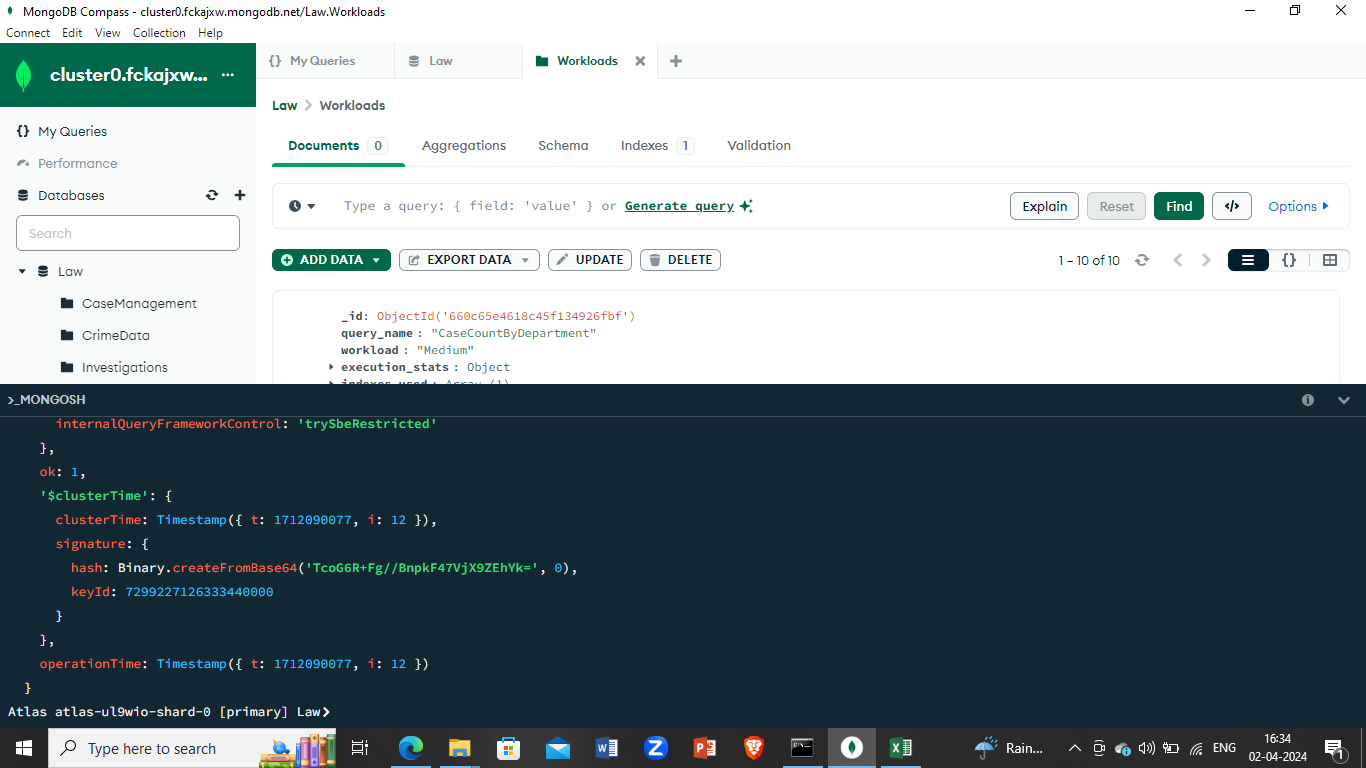 MongoDB Compass - cluster0.fckajxw.mongodb.net/Law.Workloads
Connect Edit View Collection Help
cluster0.fckajxw... ...
{} My Queries
Law
Workloads
Law > Workloads
My Queries
Performance
Databases
Search
Law
CaseManagement
CrimeData
Investigations
Documents 0 Aggregations Schema Indexes 1 Validation
Type a query: { field: 'value' } or Generate query
Explain Reset Find </> Options
ADD DATA EXPORT DATA UPDATE DELETE
1 – 10 of 10
{}
_id: ObjectId('660c65e4618c45f134926fbf')
query_name : "CaseCountByDepartment"
workload : "Medium"
execution_stats : Object
indexes_used : Array (1)
>_MONGOSH
internalQueryFrameworkControl: 'trySbeRestricted'
},
ok: 1,
'$clusterTime': {
clusterTime: Timestamp({ t: 1712090077, i: 12 }),
signature: {
hash: Binary.createFromBase64('TcoG6R+Fg//BnpkF47VjX9ZEhYk=', 0),
keyId: 7299227126333440000
}
},
operationTime: Timestamp({ t: 1712090077, i: 12 })
}
Atlas atlas-ul9wio-shard-0 [primary] Law>
Type here to search
Rain...
ENG
16:34
02-04-2024
1